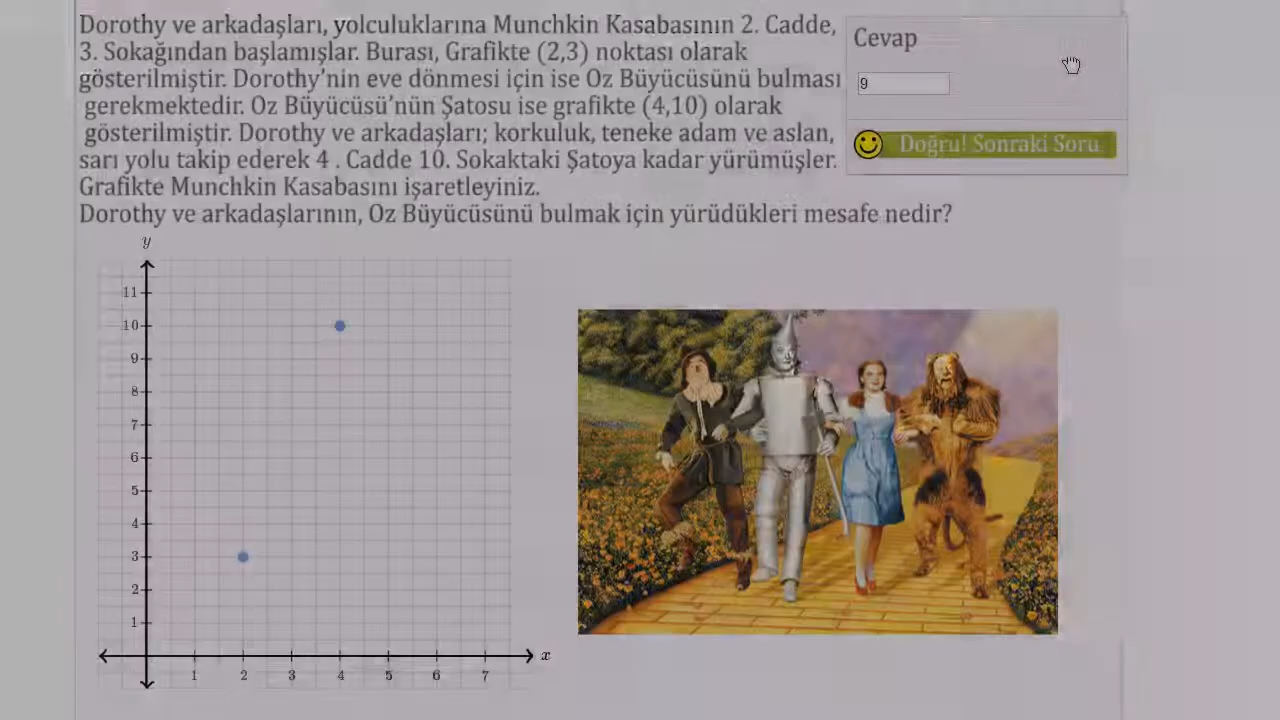 Dorothy ve arkadaşları, yolculuklarına Munchkin Kasabasının 2. Cadde,
3. Sokağından başlamışlar. Burası, Grafikte (2,3) noktası olarak
gösterilmiştir. Dorothy'nin eve dönmesi için ise Oz Büyücüsünü bulması
gerekmektedir. Oz Büyücüsü'nün Şatosu ise grafikte (4,10) olarak
gösterilmiştir. Dorothy ve arkadaşları; korkuluk, teneke adam ve aslan,
sarı yolu takip ederek 4 . Cadde 10. Sokaktaki Şatoya kadar yürümüşler.
Grafikte Munchkin Kasabasını işaretleyiniz.
Dorothy ve arkadaşlarının, Oz Büyücüsünü bulmak için yürüdükleri mesafe nedir?
Cevap
9
Doğru! Sonraki Soru
y
11
10
9
8
7
6
5
4
3
2
1
1 2 3 4 5 6 7 x